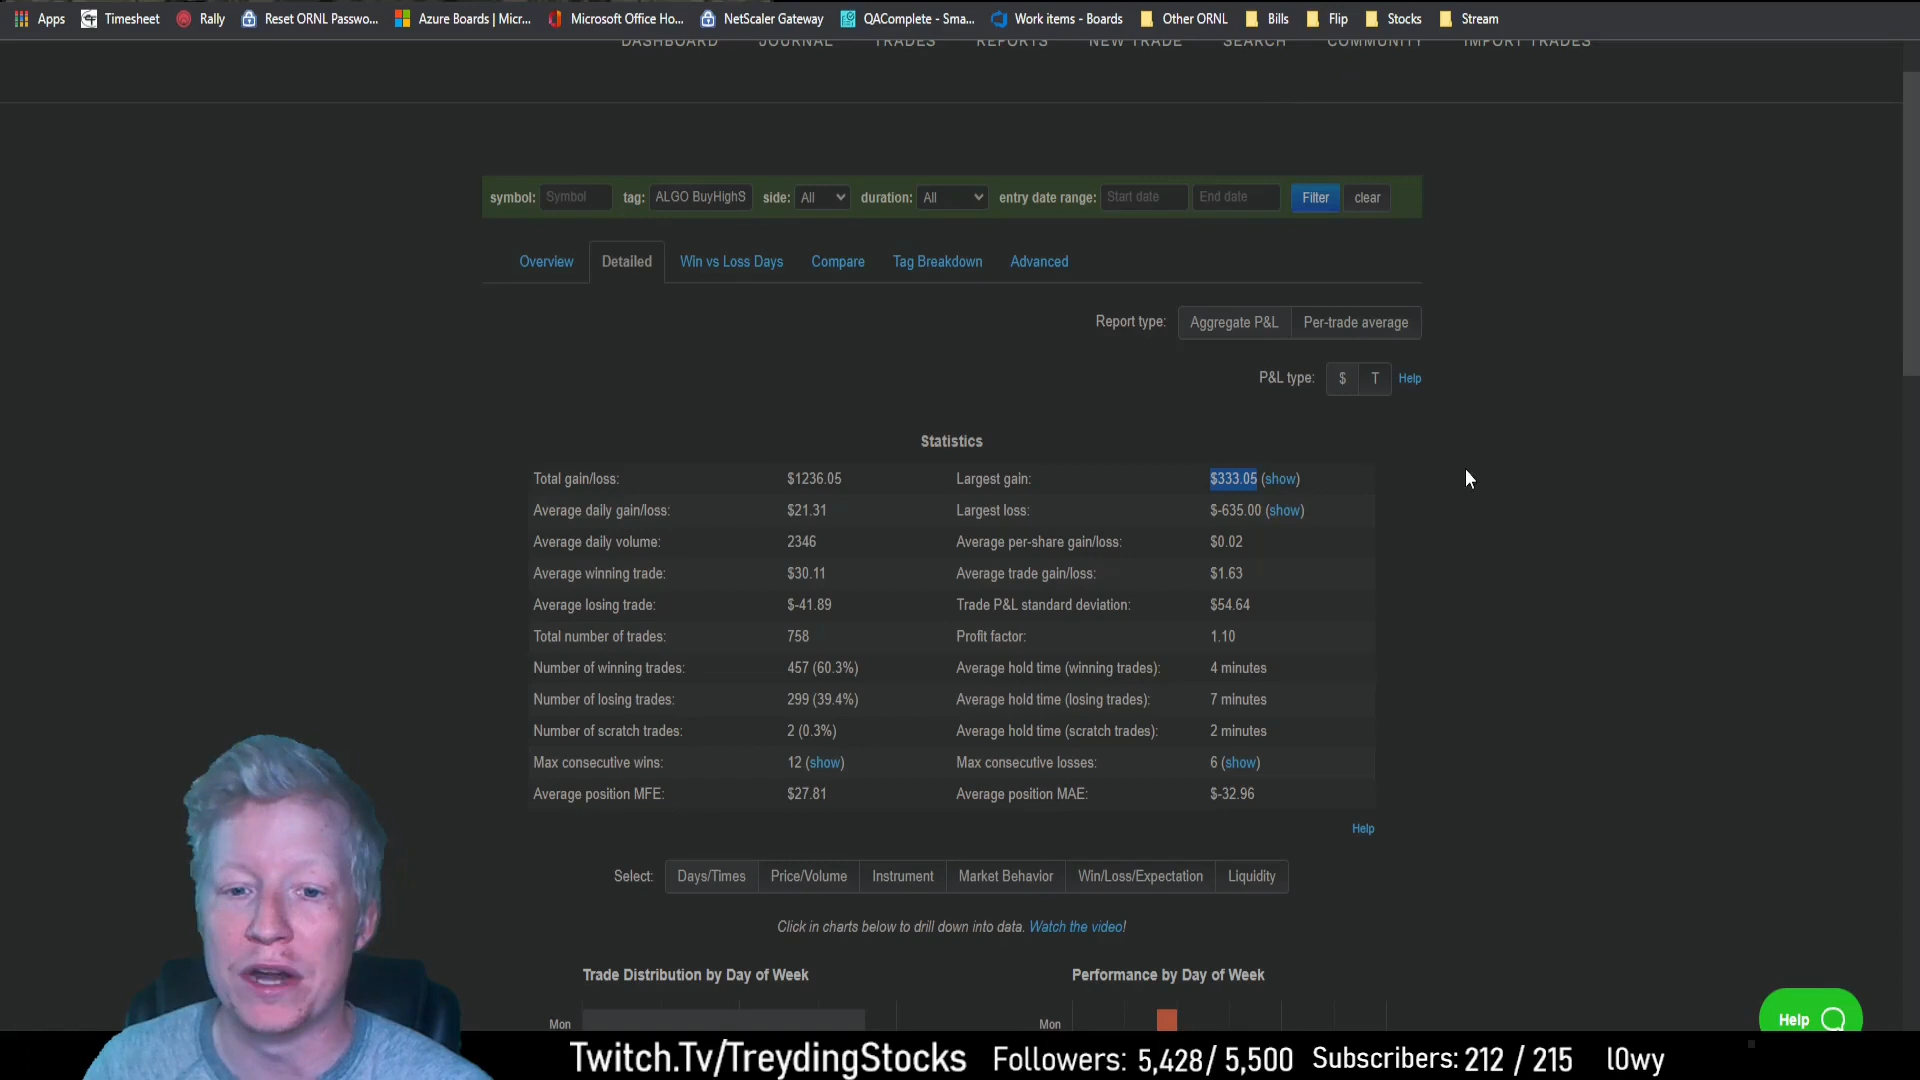 Apps Timesheet Rally Reset ORNL Passwo... Azure Boards | Micr... Microsoft Office Ho... NetScaler Gateway QAComplete - Sma... Work items - Boards Other ORNL Bills Flip Stocks Stream
DASHBOARD JOURNAL TRADES REPORTS NEW TRADE SEARCH COMMUNITY IMPORT TRADES
symbol: Symbol tag: ALGO BuyHighS side: All duration: All entry date range: Start date End date Filter clear
Overview Detailed Win vs Loss Days Compare Tag Breakdown Advanced
Report type: Aggregate P&L Per-trade average
P&L type: $ T Help
Statistics
Total gain/loss: $1236.05 Largest gain: $333.05 (show)
Average daily gain/loss: $21.31 Largest loss: $-635.00 (show)
Average daily volume: 2346 Average per-share gain/loss: $0.02
Average winning trade: $30.11 Average trade gain/loss: $1.63
Average losing trade: $-41.89 Trade P&L standard deviation: $54.64
Total number of trades: 758 Profit factor: 1.10
Number of winning trades: 457 (60.3%) Average hold time (winning trades): 4 minutes
Number of losing trades: 299 (39.4%) Average hold time (losing trades): 7 minutes
Number of scratch trades: 2 (0.3%) Average hold time (scratch trades): 2 minutes
Max consecutive wins: 12 (show) Max consecutive losses: 6 (show)
Average position MFE: $27.81 Average position MAE: $-32.96
Help
Select: Days/Times Price/Volume Instrument Market Behavior Win/Loss/Expectation Liquidity
Click in charts below to drill down into data. Watch the video!
Trade Distribution by Day of Week Performance by Day of Week
Mon Mon
Help
Twitch.Tv/TreydingStocks Followers: 5,428/ 5,500 Subscribers: 212 / 215 l0wy